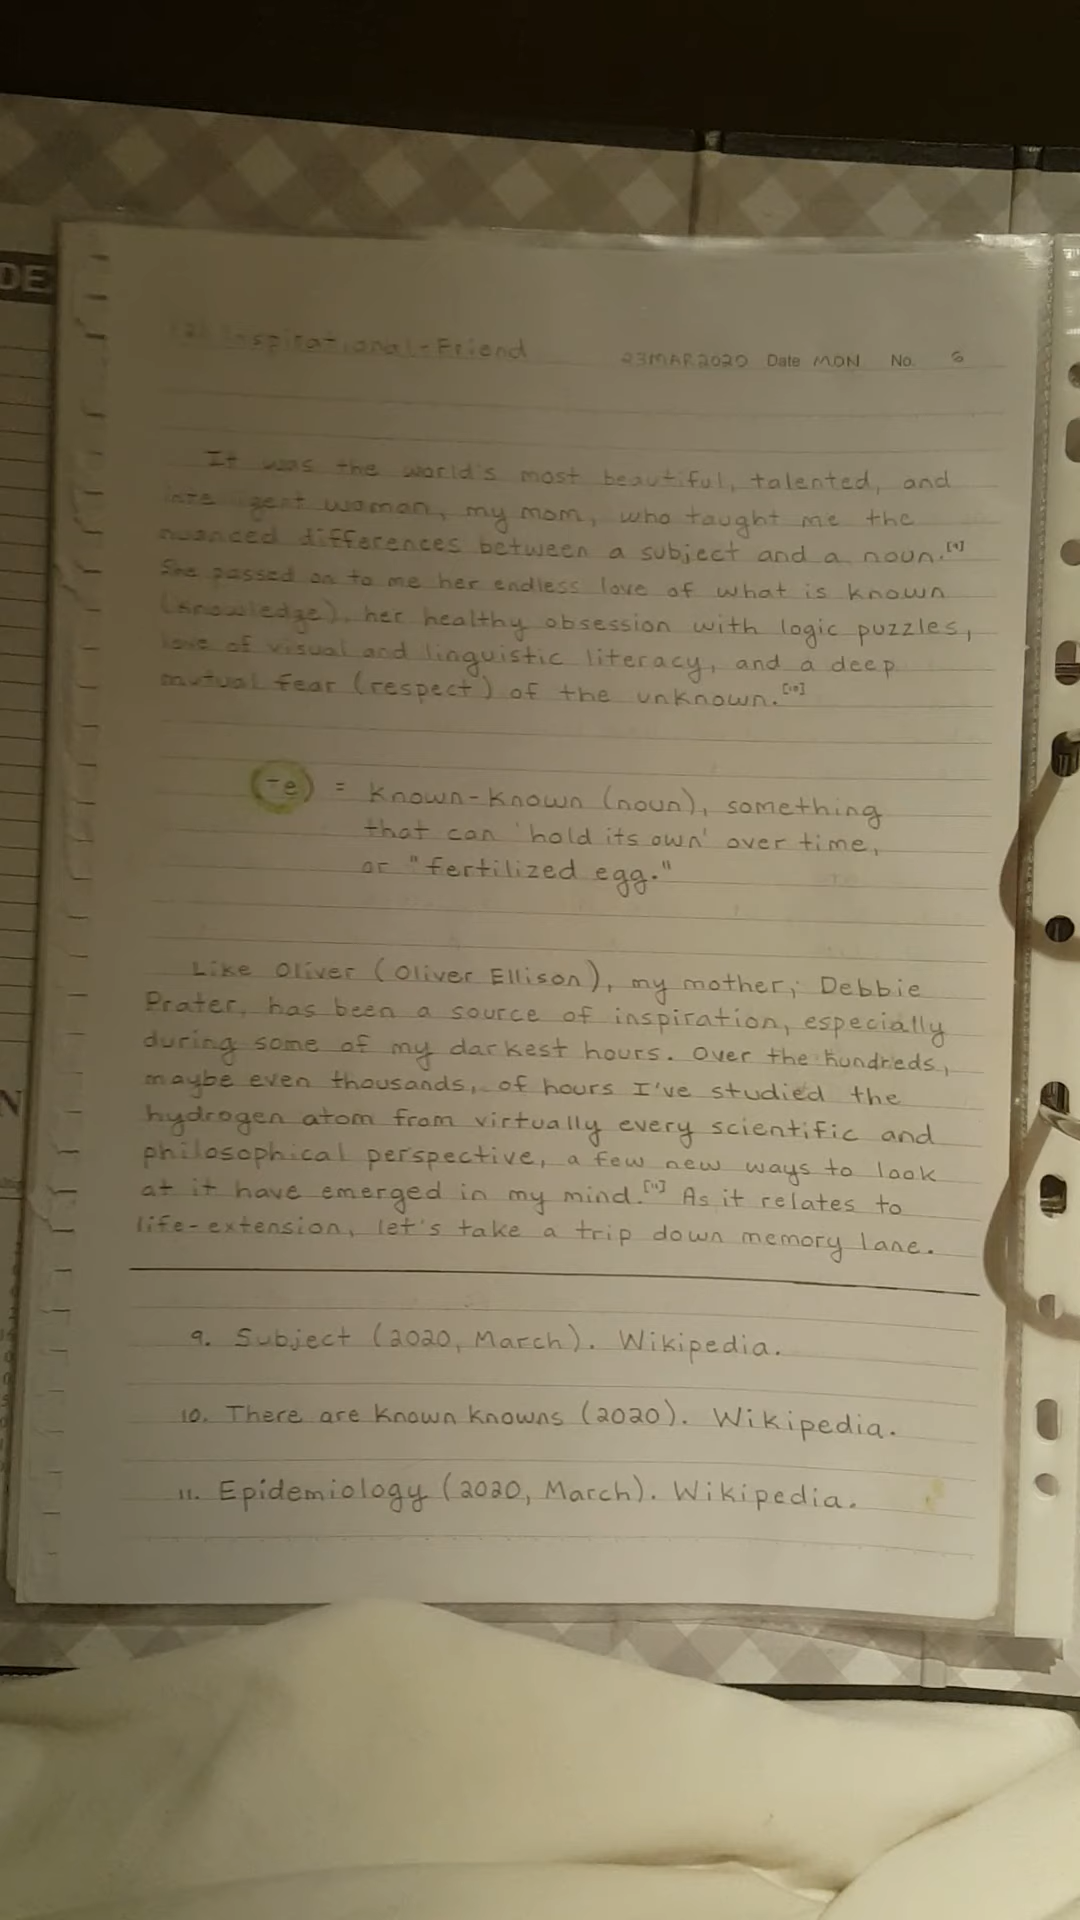 DE
Inspirational-Friend 23MAR2020 Date MON No. 6
It was the world's most beautiful, talented, and
intelligent woman, my mom, who taught me the
nuanced differences between a subject and a noun.[9]
She passed on to me her endless love of what is known
(knowledge), her healthy obsession with logic puzzles,
love of visual and linguistic literacy, and a deep
mutual fear (respect) of the unknown.[10]
-e = known-known (noun), something
that can 'hold its own' over time,
or "fertilized egg."
Like Oliver (Oliver Ellison), my mother, Debbie
Prater, has been a source of inspiration, especially
during some of my darkest hours. Over the hundreds,
maybe even thousands, of hours I've studied the
hydrogen atom from virtually every scientific and
philosophical perspective, a few new ways to look
at it have emerged in my mind.[11] As it relates to
life-extension, let's take a trip down memory lane.
N
9. Subject (2020, March). Wikipedia.
10. There are known knowns (2020). Wikipedia.
11. Epidemiology (2020, March). Wikipedia.